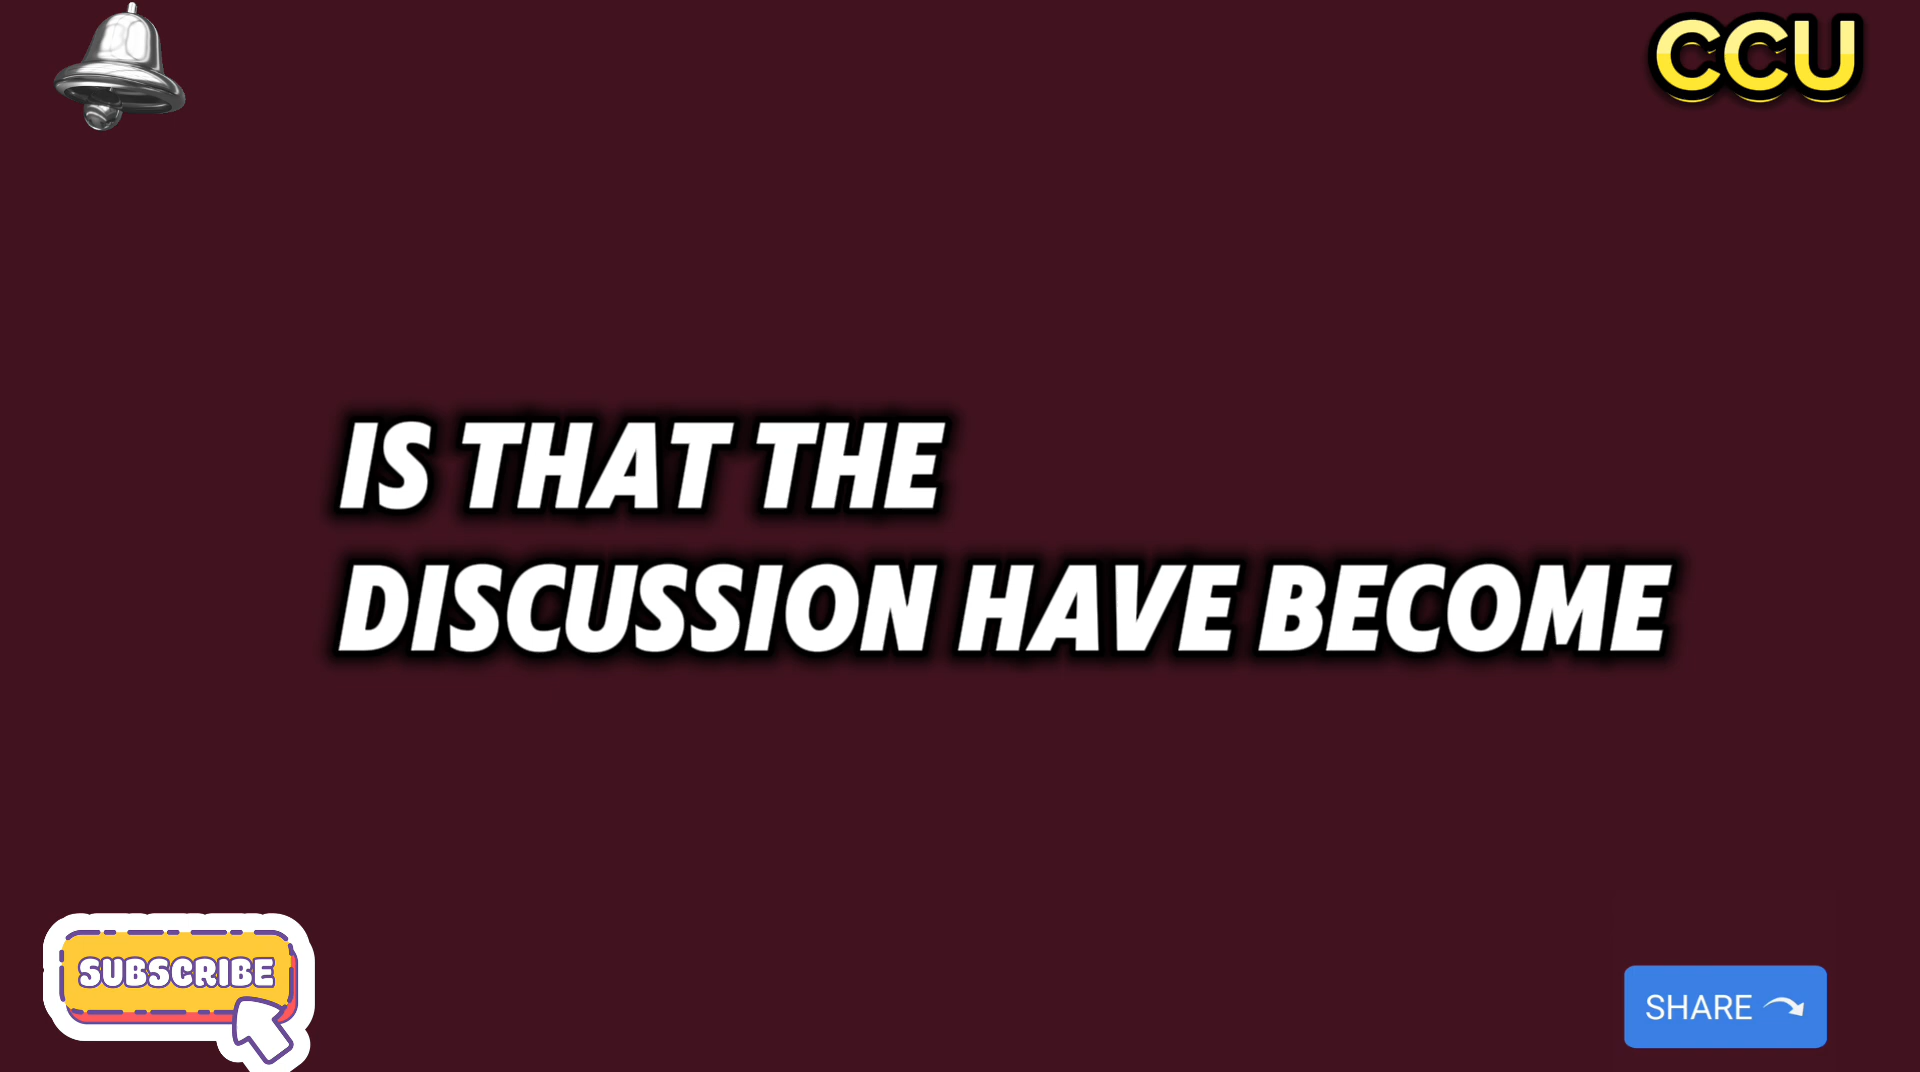 CCU
IS THAT THE
DISCUSSION HAVE BECOME
SUBSCRIBE
SHARE